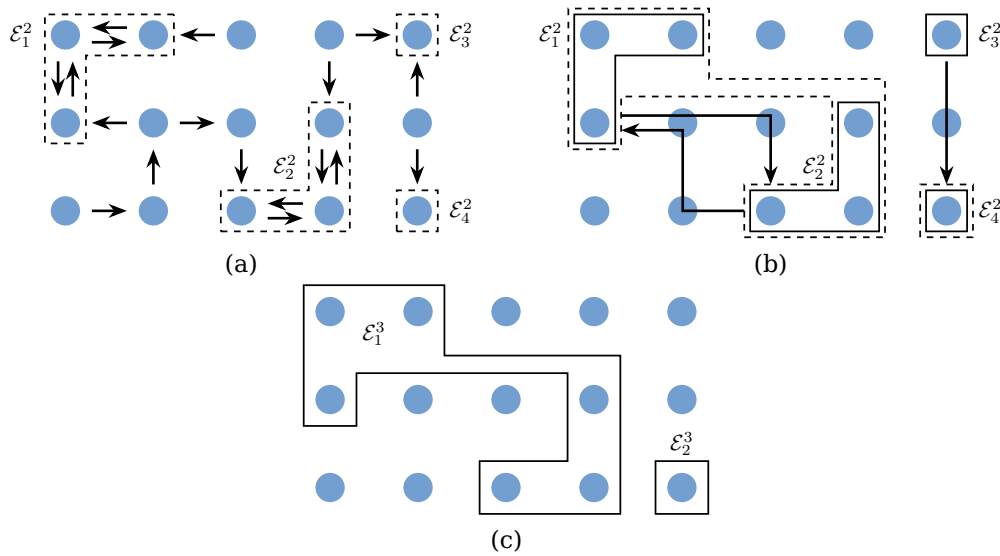 ℰ₁² ℰ₃² ℰ₁² ℰ₃²
ℰ₂² ℰ₂²
ℰ₄² ℰ₄²
(a) (b)
ℰ₁³
ℰ₂³
(c)